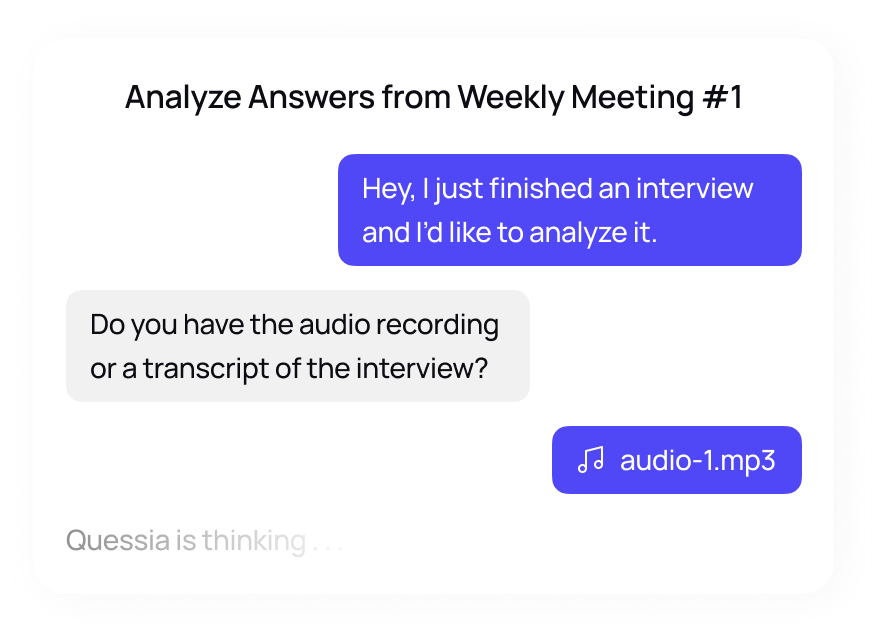 Analyze Answers from Weekly Meeting #1
Hey, I just finished an interview
and I’d like to analyze it.
Do you have the audio recording
or a transcript of the interview?
audio-1.mp3
Quessia is thinking . . .